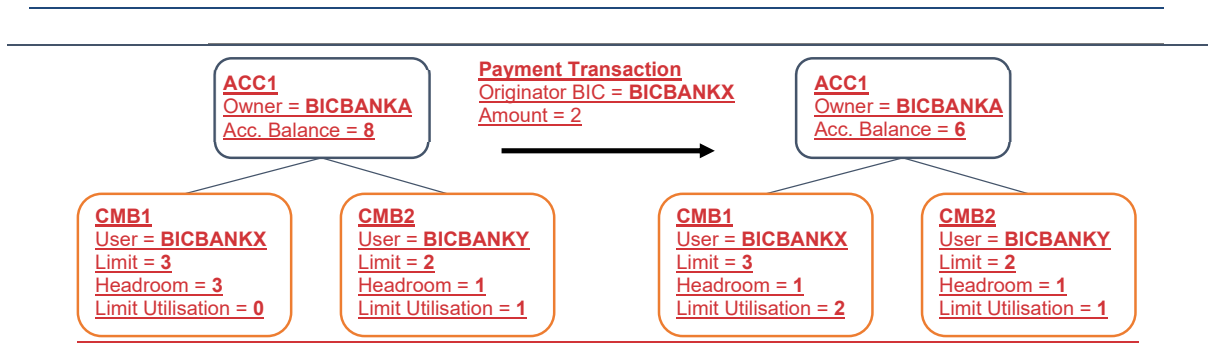 ACC1
Owner = BICBANKA
Acc. Balance = 8
Payment Transaction
Originator BIC = BICBANKX
Amount = 2
ACC1
Owner = BICBANKA
Acc. Balance = 6
CMB1
User = BICBANKX
Limit = 3
Headroom = 3
Limit Utilisation = 0
CMB2
User = BICBANKY
Limit = 2
Headroom = 1
Limit Utilisation = 1
CMB1
User = BICBANKX
Limit = 3
Headroom = 1
Limit Utilisation = 2
CMB2
User = BICBANKY
Limit = 2
Headroom = 1
Limit Utilisation = 1